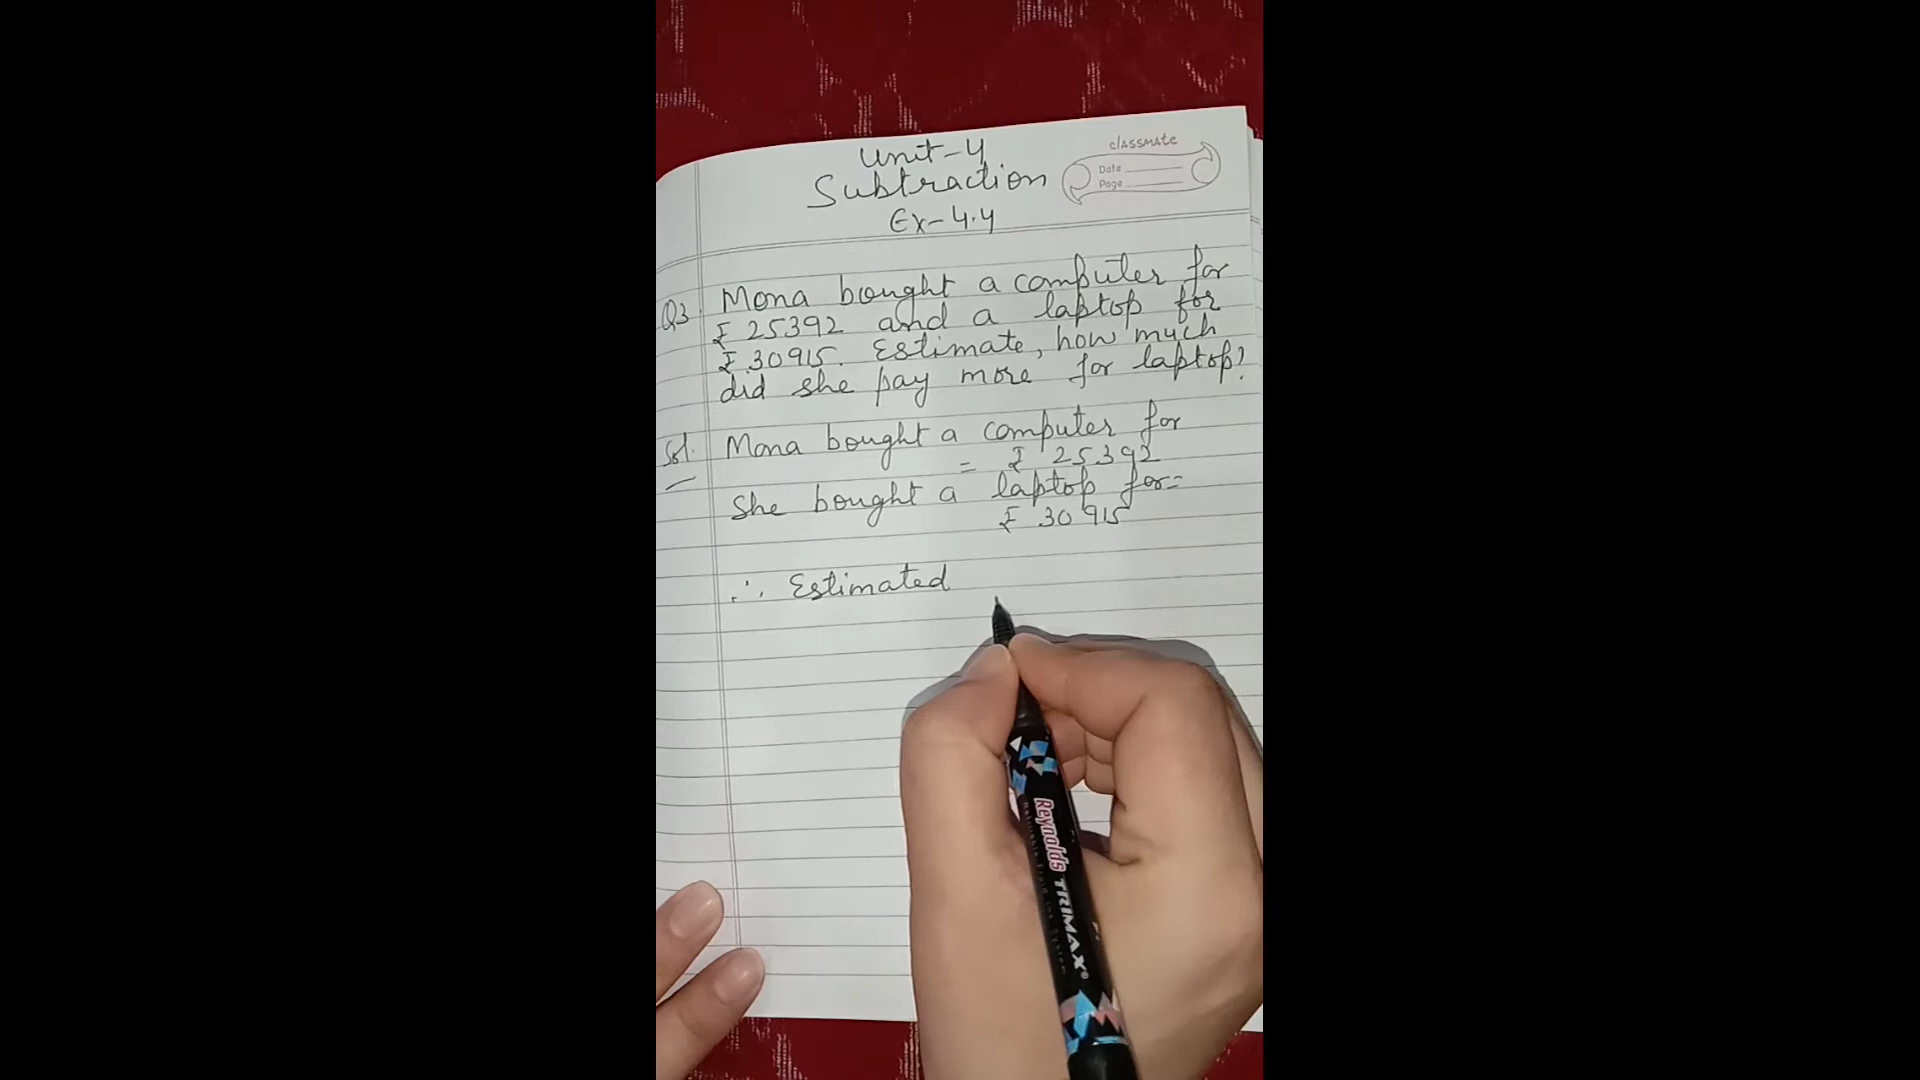 Unit-4
Subtraction
Ex-4.4
classmate
Date
Page
Q3. Mona bought a computer for
₹ 25392 and a laptop for
₹ 30915. Estimate, how much
did she pay more for laptop?
Sol. Mona bought a computer for
= ₹ 25392
She bought a laptop for =
₹ 30915
∴ Estimated
Reynolds TRIMAX®